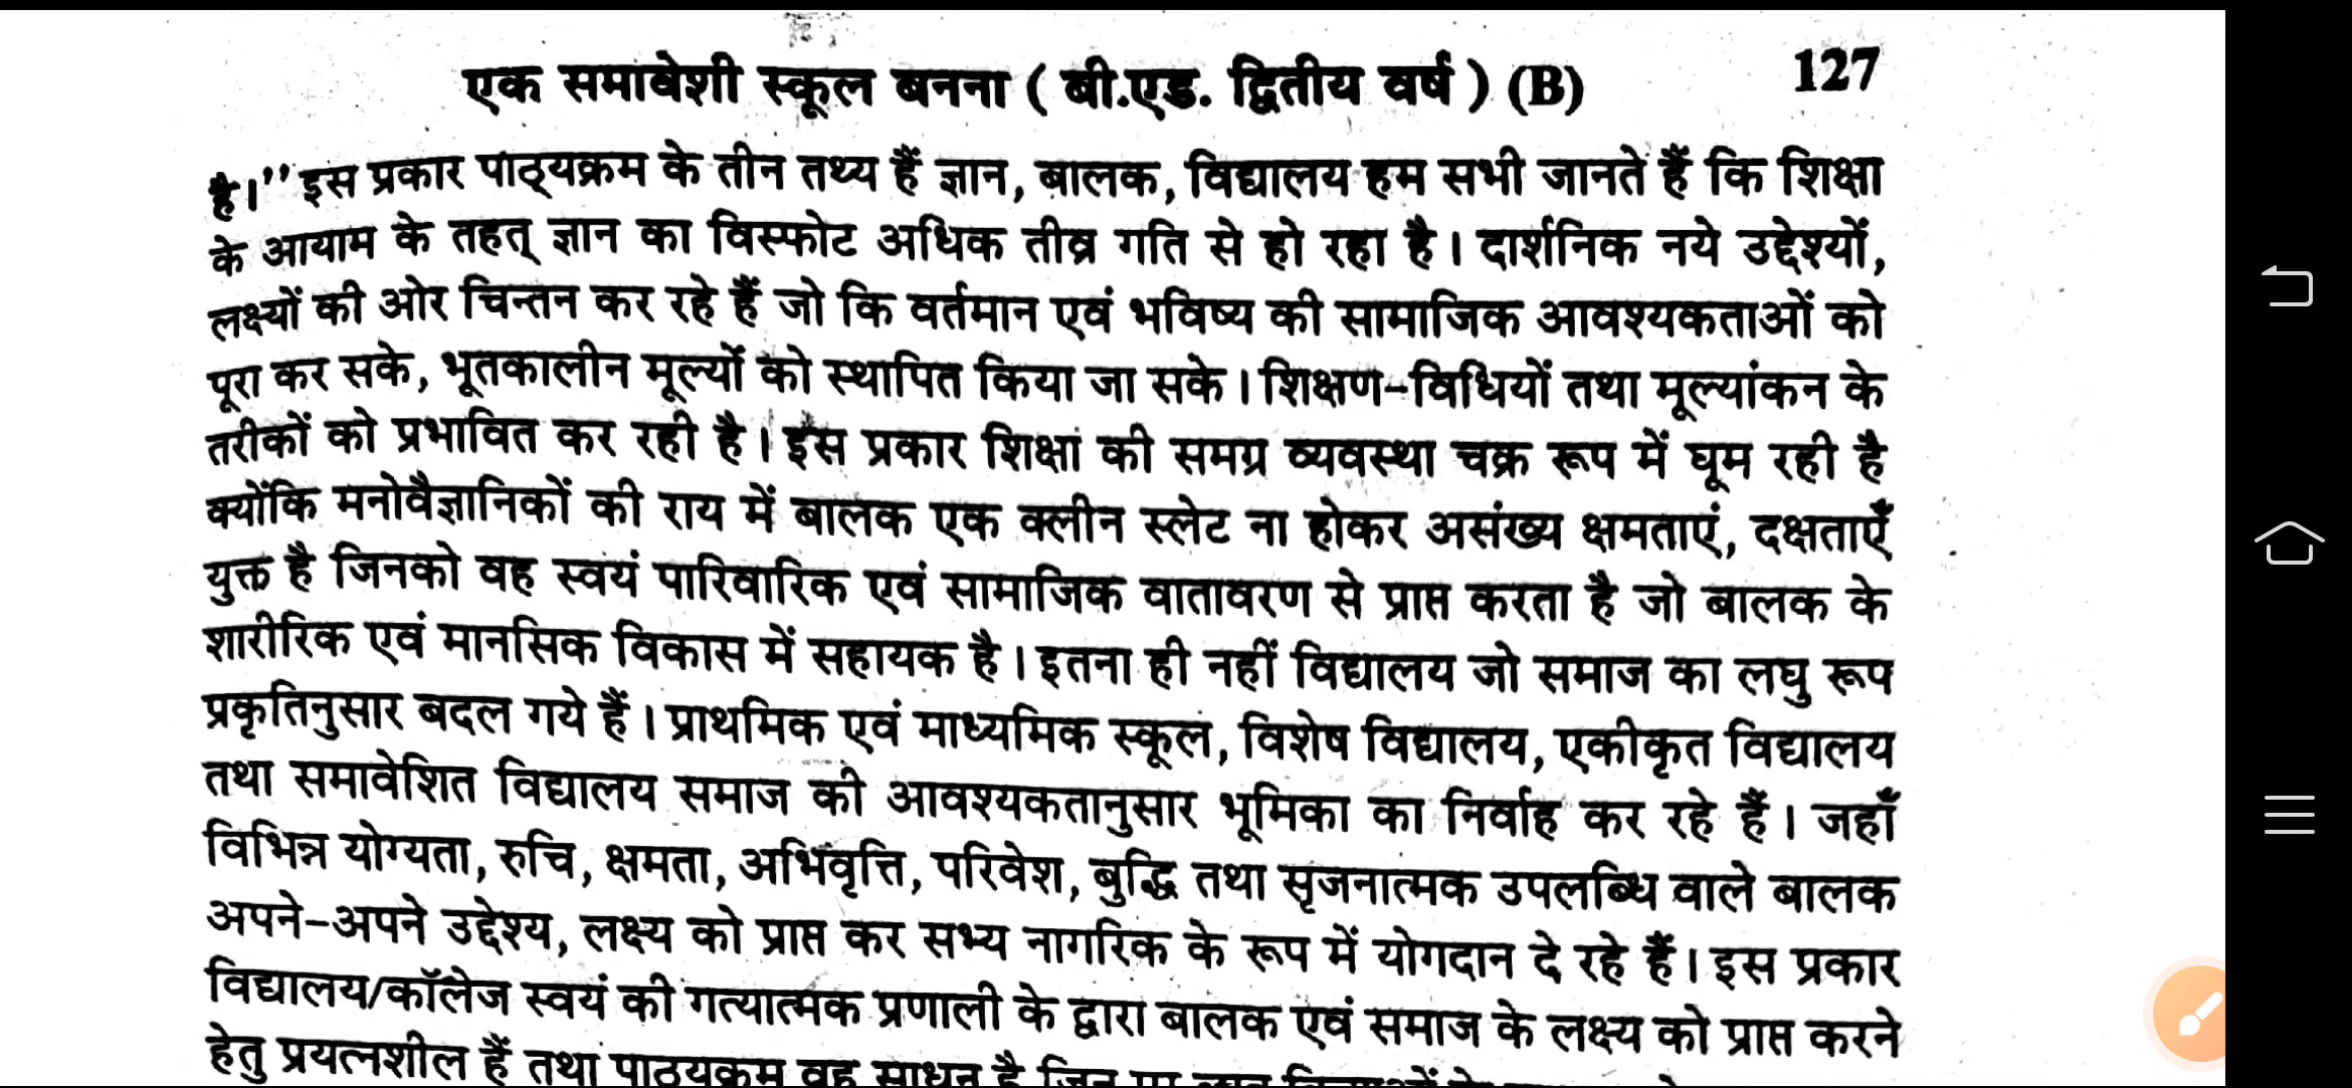 एक समावेशी स्कूल बनना ( बी.एड. द्वितीय वर्ष ) (B) 127
है।'' इस प्रकार पाठ्यक्रम के तीन तथ्य हैं ज्ञान, बालक, विद्यालय हम सभी जानते हैं कि शिक्षा
के आयाम के तहत् ज्ञान का विस्फोट अधिक तीव्र गति से हो रहा है। दार्शनिक नये उद्देश्यों,
लक्ष्यों की ओर चिन्तन कर रहे हैं जो कि वर्तमान एवं भविष्य की सामाजिक आवश्यकताओं को
पूरा कर सके, भूतकालीन मूल्यों को स्थापित किया जा सके। शिक्षण-विधियों तथा मूल्यांकन के
तरीकों को प्रभावित कर रही है। इस प्रकार शिक्षा की समग्र व्यवस्था चक्र रूप में घूम रही है
क्योंकि मनोवैज्ञानिकों की राय में बालक एक क्लीन स्लेट ना होकर असंख्य क्षमताएं, दक्षताएँ
युक्त है जिनको वह स्वयं पारिवारिक एवं सामाजिक वातावरण से प्राप्त करता है जो बालक के
शारीरिक एवं मानसिक विकास में सहायक है। इतना ही नहीं विद्यालय जो समाज का लघु रूप
प्रकृतिनुसार बदल गये हैं। प्राथमिक एवं माध्यमिक स्कूल, विशेष विद्यालय, एकीकृत विद्यालय
तथा समावेशित विद्यालय समाज की आवश्यकतानुसार भूमिका का निर्वाह कर रहे हैं। जहाँ
विभिन्न योग्यता, रुचि, क्षमता, अभिवृत्ति, परिवेश, बुद्धि तथा सृजनात्मक उपलब्धि वाले बालक
अपने-अपने उद्देश्य, लक्ष्य को प्राप्त कर सभ्य नागरिक के रूप में योगदान दे रहे हैं। इस प्रकार
विद्यालय/कॉलेज स्वयं की गत्यात्मक प्रणाली के द्वारा बालक एवं समाज के लक्ष्य को प्राप्त करने
हेतु प्रयत्नशील हैं तथा पाठ्यक्रम वह साधन है जिन